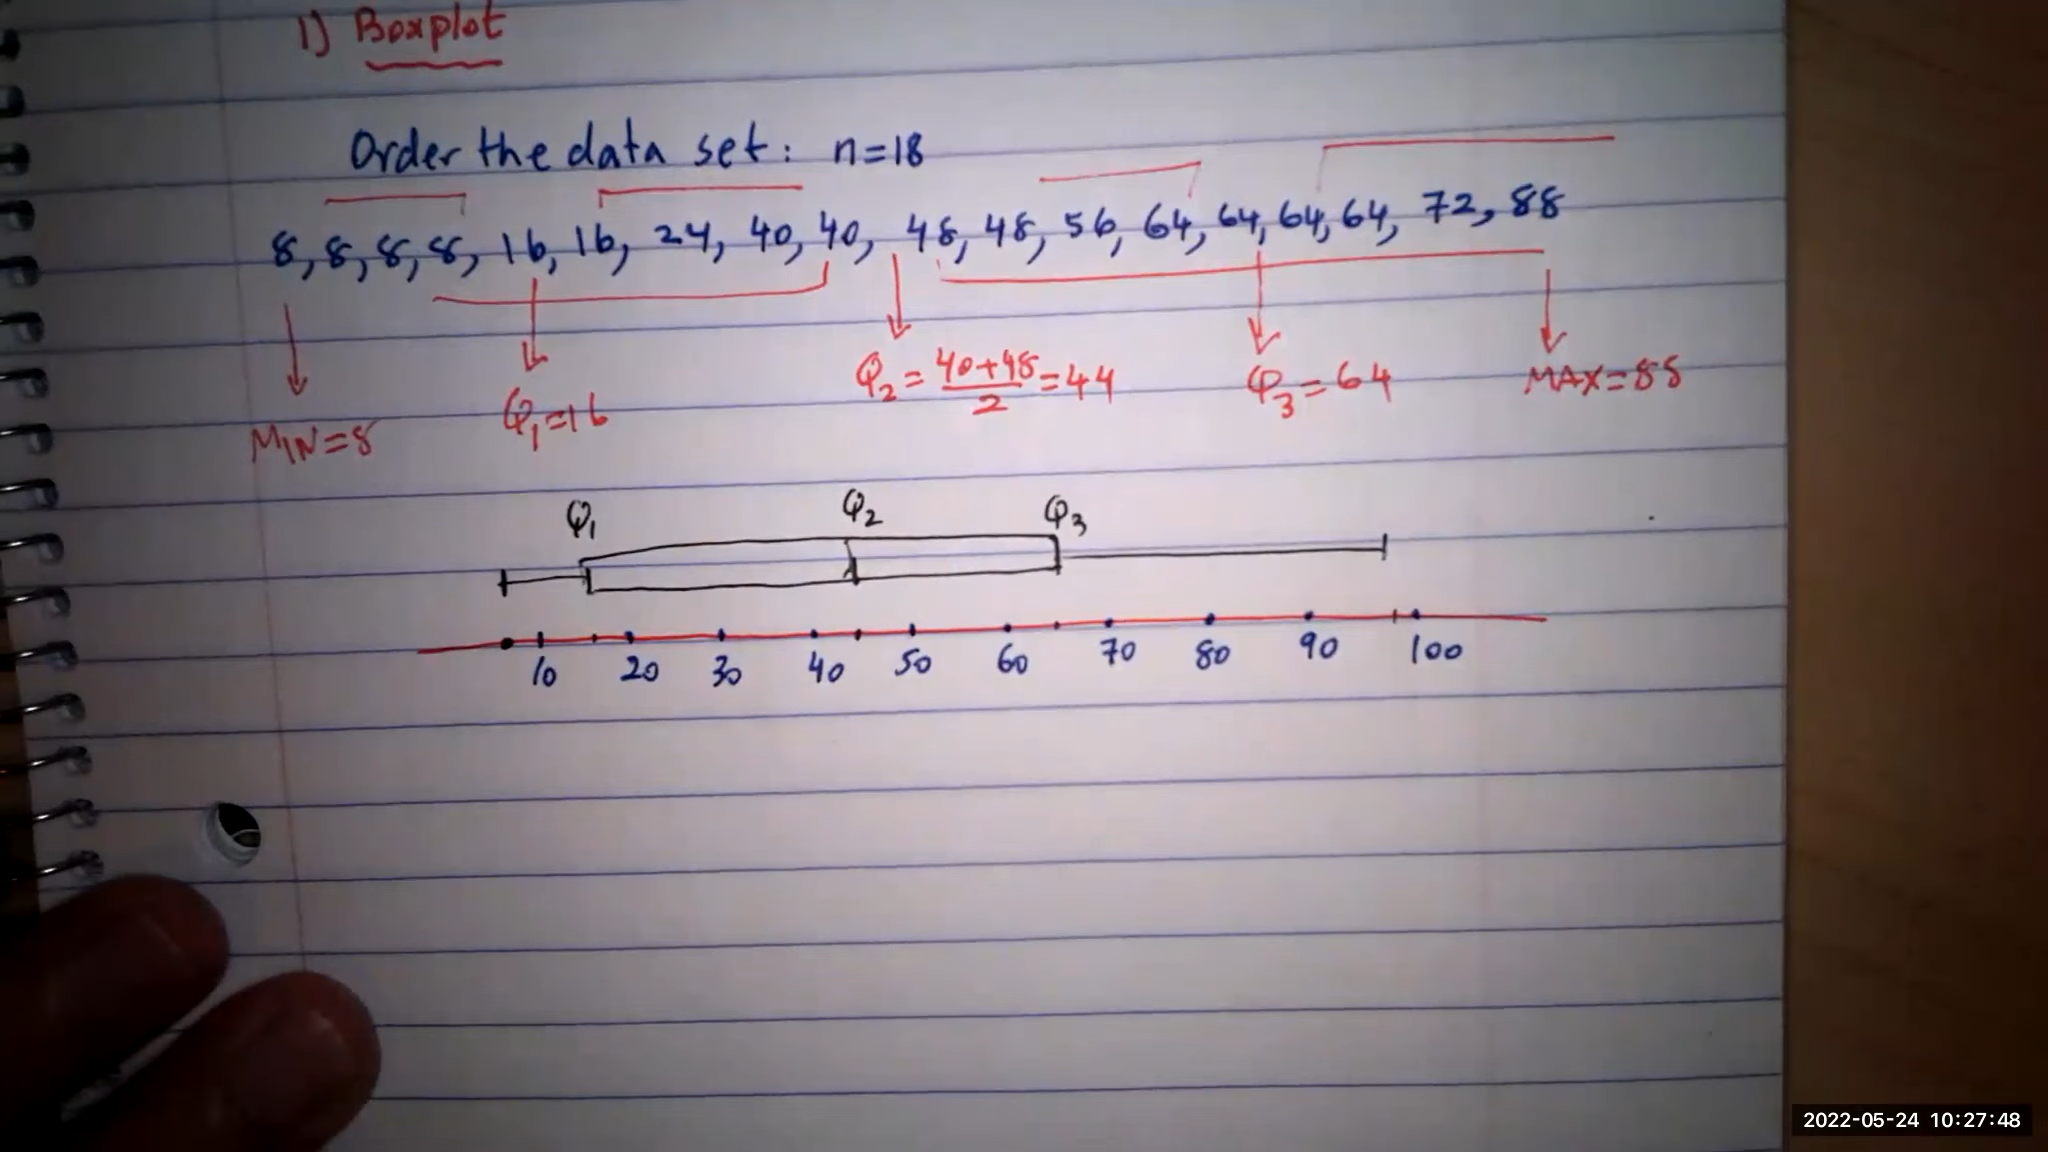 1) Boxplot
Order the data set: n=18
8, 8, 8, 8, 16, 16, 24, 40, 40, 48, 48, 56, 64, 64, 64, 64, 72, 88
MIN=8 Q1=16 Q2 = 40+48/2 = 44 Q3=64 MAX=88
Q1 Q2 Q3
10 20 30 40 50 60 70 80 90 100
2022-05-24 10:27:48